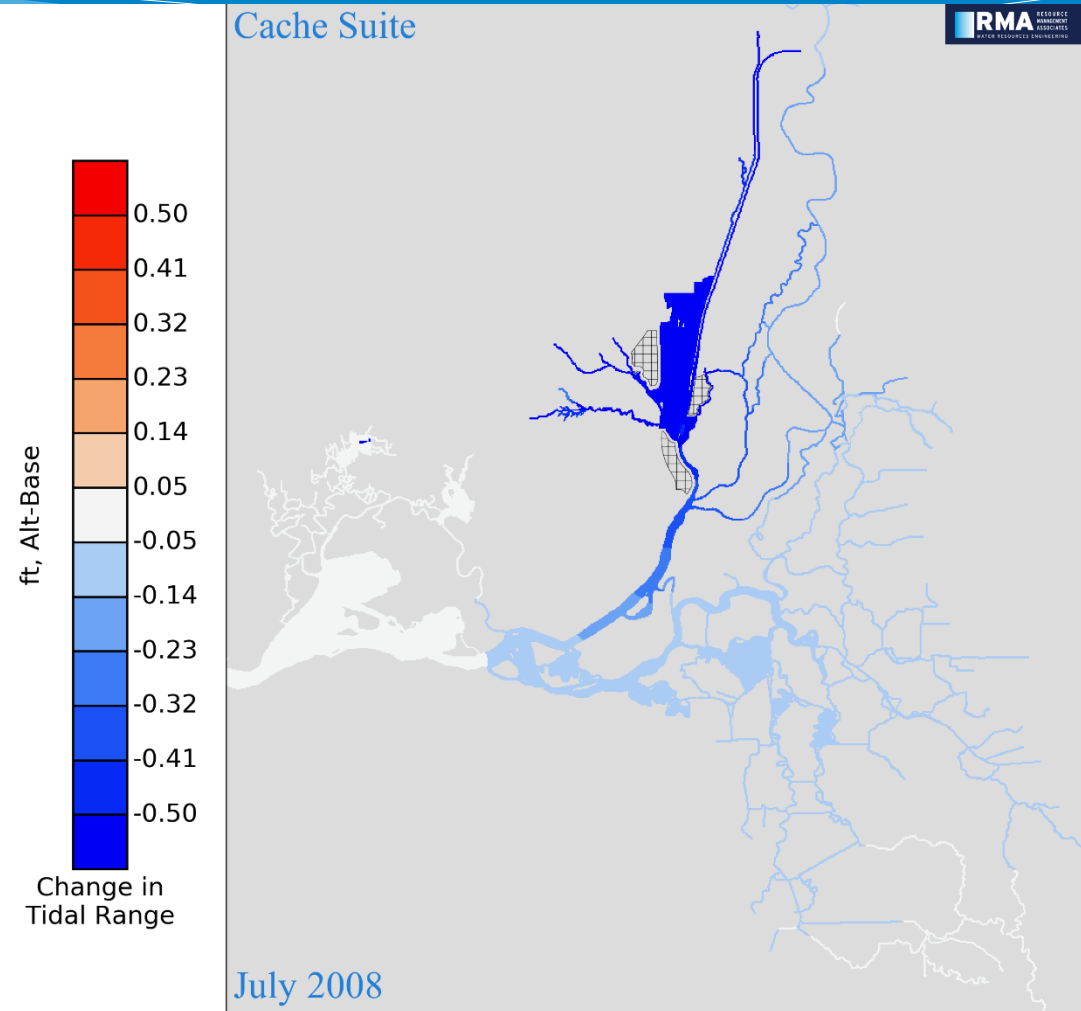 Cache Suite
RMA
RESOURCE
MANAGEMENT
ASSOCIATES
WATER RESOURCES ENGINEERING
0.50
0.41
0.32
0.23
0.14
0.05
-0.05
-0.14
-0.23
-0.32
-0.41
-0.50
ft, Alt-Base
Change in
Tidal Range
July 2008